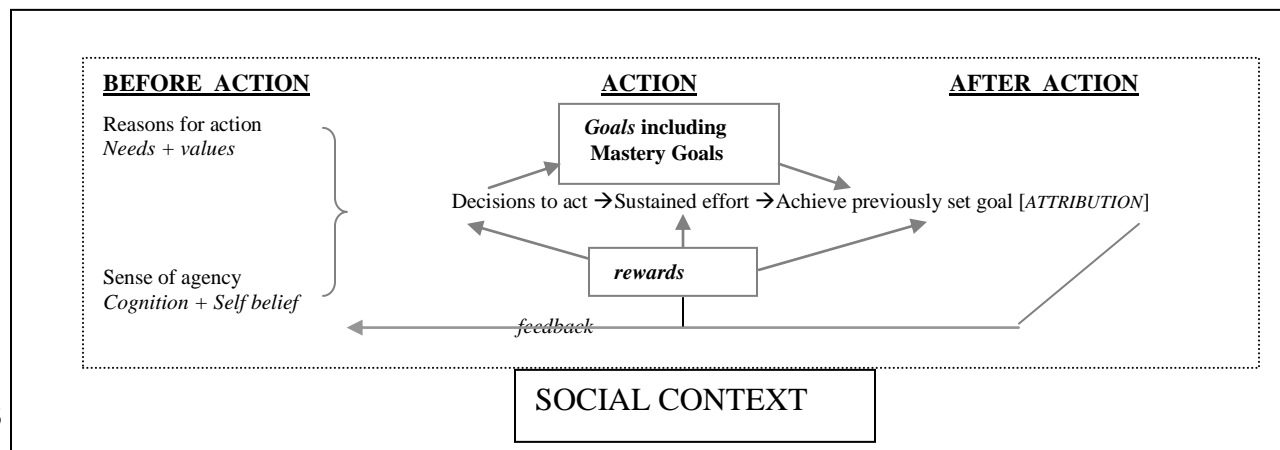 BEFORE ACTION
ACTION
AFTER ACTION
Reasons for action
Needs + values
Goals including
Mastery Goals
Decisions to act →Sustained effort →Achieve previously set goal [ATTRIBUTION]
rewards
Sense of agency
Cognition + Self belief
feedback
SOCIAL CONTEXT